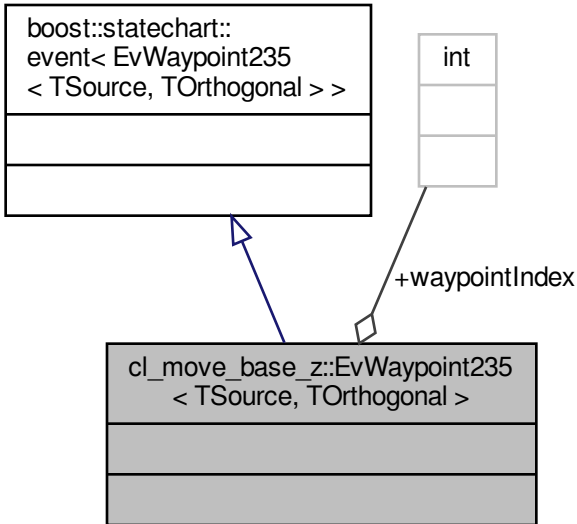 boost::statechart::
event< EvWaypoint235
< TSource, TOrthogonal > >
int
+waypointIndex
cl_move_base_z::EvWaypoint235
< TSource, TOrthogonal >